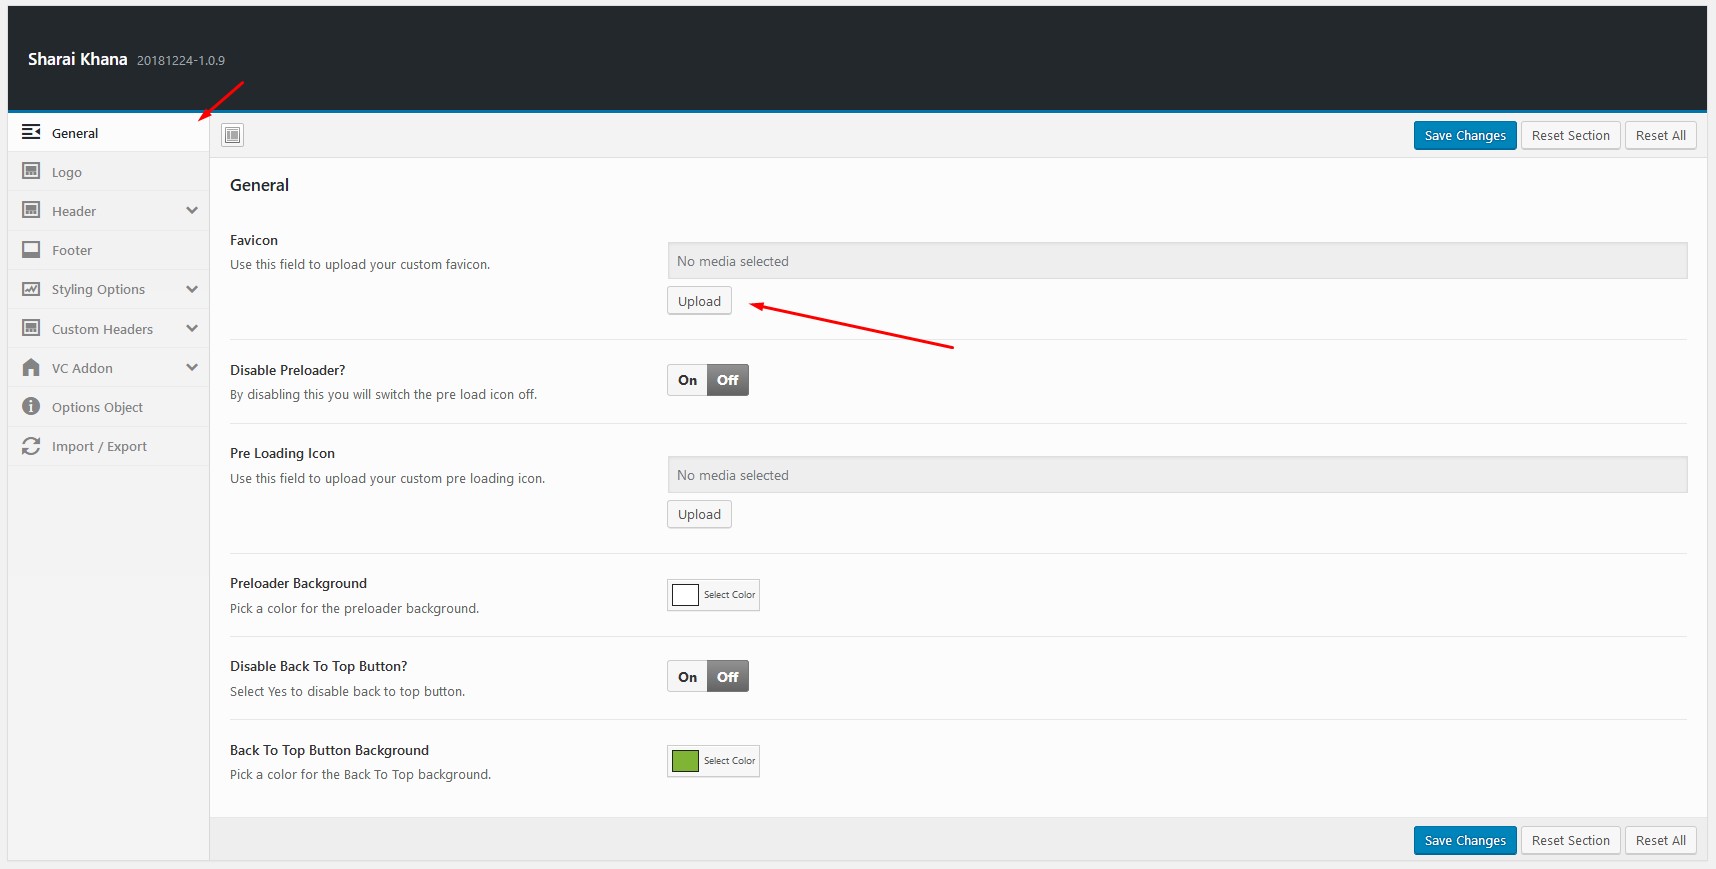 Sharai Khana 20181224-1.0.9
General
Logo
Header
Footer
Styling Options
Custom Headers
VC Addon
Options Object
Import / Export
Save Changes Reset Section Reset All
General
Favicon
Use this field to upload your custom favicon.
No media selected
Upload
Disable Preloader?
By disabling this you will switch the pre load icon off.
On Off
Pre Loading Icon
Use this field to upload your custom pre loading icon.
No media selected
Upload
Preloader Background
Pick a color for the preloader background.
Select Color
Disable Back To Top Button?
Select Yes to disable back to top button.
On Off
Back To Top Button Background
Pick a color for the Back To Top background.
Select Color
Save Changes Reset Section Reset All